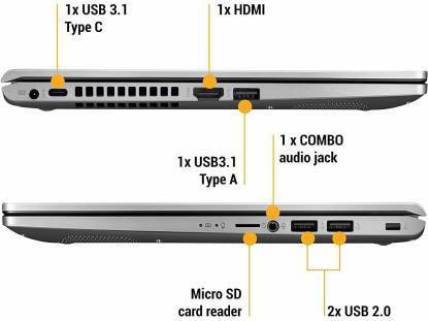 1x USB 3.1
Type C
1x HDMI
1x USB3.1
Type A
1 x COMBO
audio jack
Micro SD
card reader
2x USB 2.0